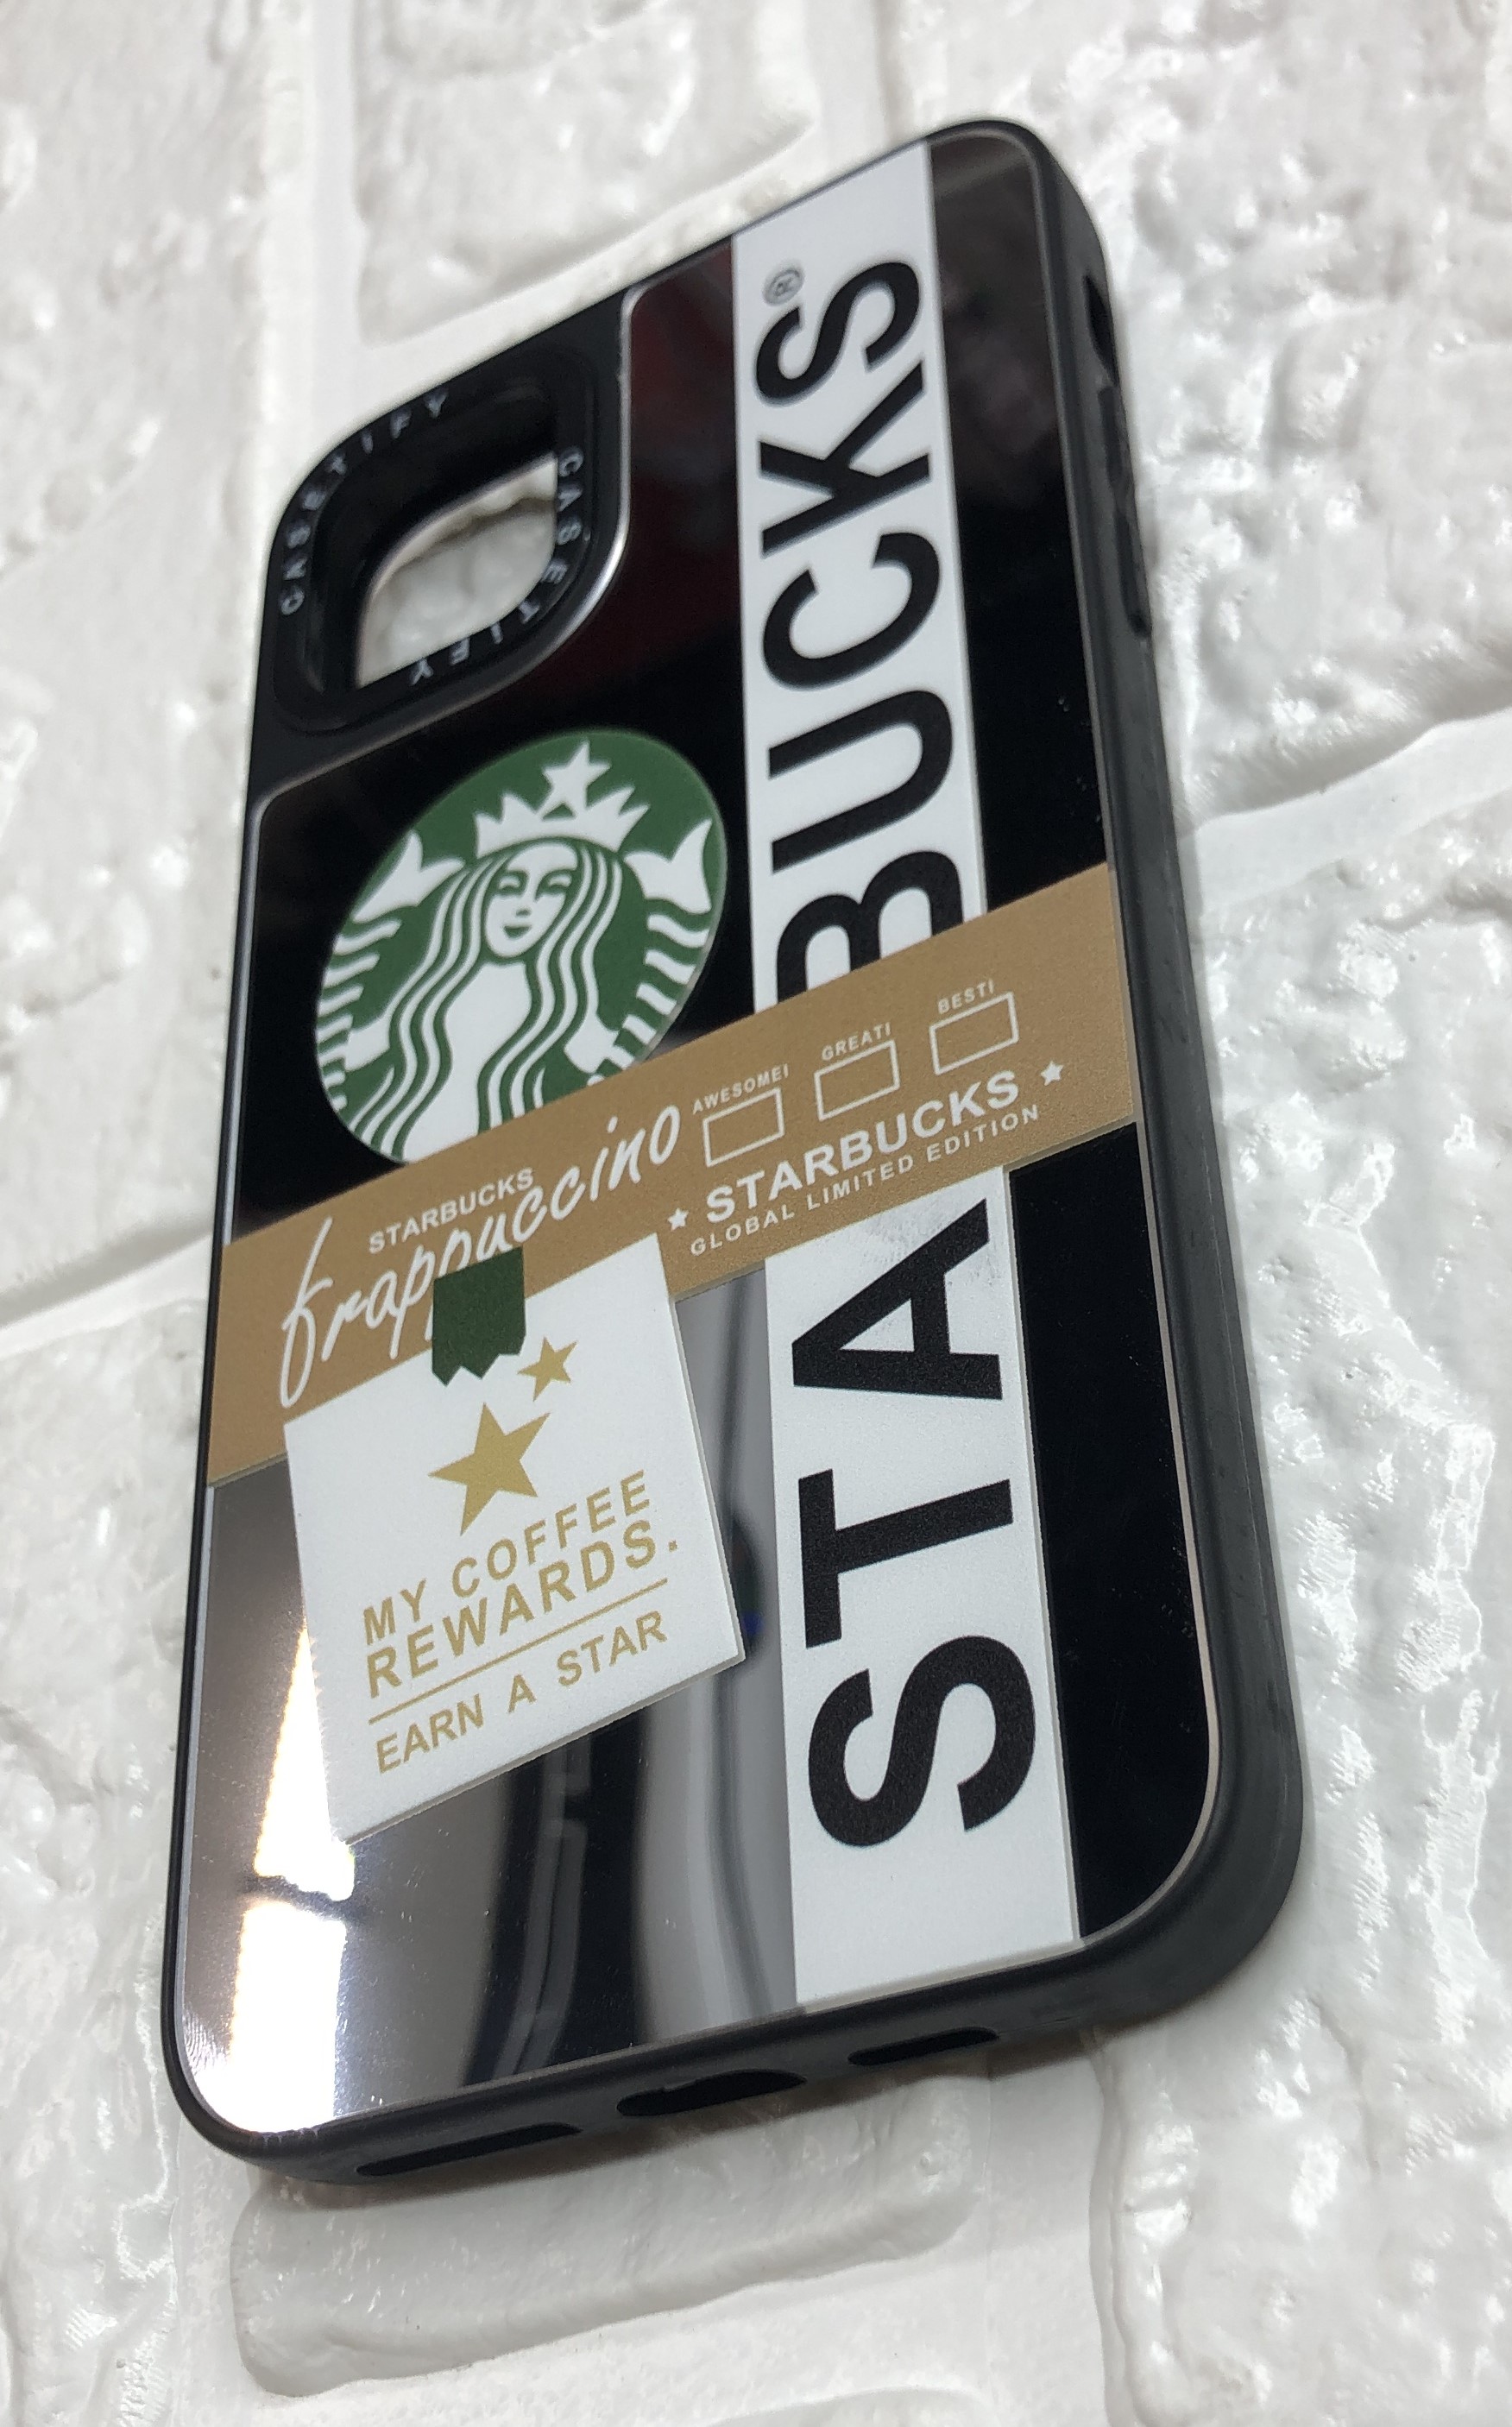 CASETIFY
CASETIFY
STARBUCKS®
STARBUCKS
frappuccino
AWESOME!
GREAT!
BEST!
★ STARBUCKS ★
GLOBAL LIMITED EDITION
MY COFFEE
REWARDS.
EARN A STAR